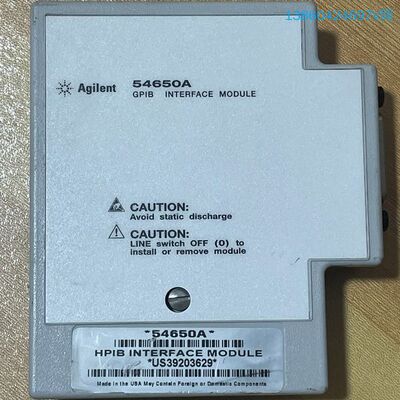 Agilent
54650A
GPIB INTERFACE MODULE
CAUTION:
Avoid static discharge
CAUTION:
LINE switch OFF (0) to
install or remove module
*54650A*
HPIB INTERFACE MODULE
*US39203629*
Made in the USA May Contain Foreign or Domestic Components